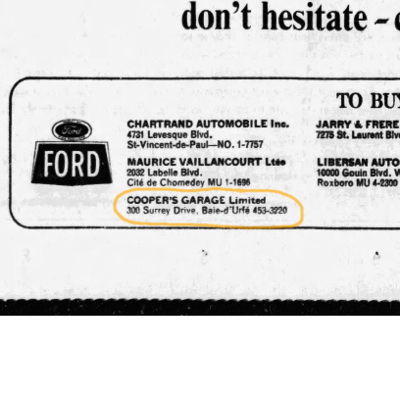 don't hesitate –
TO BU
Ford
FORD
CHARTRAND AUTOMOBILE Inc.
4731 Levesque Blvd.
St-Vincent-de-Paul—NO. 1-7757
MAURICE VAILLANCOURT Ltée
2032 Labelle Blvd.
Cité de Chomedey MU 1-1696
COOPER'S GARAGE Limited
300 Surrey Drive, Baie-d'Urfé 453-3220
JARRY & FRERE
7275 St. Laurent Blv
LIBERSAN AUTO
10000 Gouin Blvd. W
Roxboro MU 4-2300